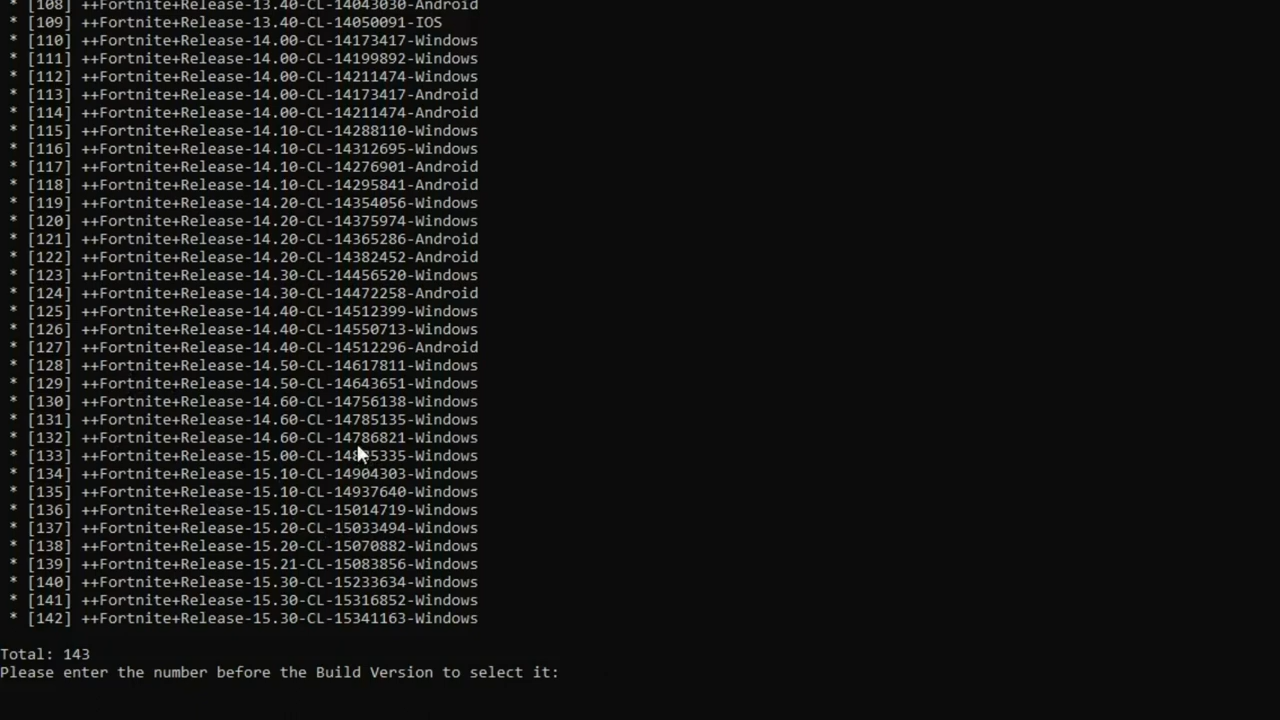 * [108] ++Fortnite+Release-13.40-CL-14043030-Android
* [109] ++Fortnite+Release-13.40-CL-14050091-IOS
* [110] ++Fortnite+Release-14.00-CL-14173417-Windows
* [111] ++Fortnite+Release-14.00-CL-14199892-Windows
* [112] ++Fortnite+Release-14.00-CL-14211474-Windows
* [113] ++Fortnite+Release-14.00-CL-14173417-Android
* [114] ++Fortnite+Release-14.00-CL-14211474-Android
* [115] ++Fortnite+Release-14.10-CL-14288110-Windows
* [116] ++Fortnite+Release-14.10-CL-14312695-Windows
* [117] ++Fortnite+Release-14.10-CL-14276901-Android
* [118] ++Fortnite+Release-14.10-CL-14295841-Android
* [119] ++Fortnite+Release-14.20-CL-14354056-Windows
* [120] ++Fortnite+Release-14.20-CL-14375974-Windows
* [121] ++Fortnite+Release-14.20-CL-14365286-Android
* [122] ++Fortnite+Release-14.20-CL-14382452-Android
* [123] ++Fortnite+Release-14.30-CL-14456520-Windows
* [124] ++Fortnite+Release-14.30-CL-14472258-Android
* [125] ++Fortnite+Release-14.40-CL-14512399-Windows
* [126] ++Fortnite+Release-14.40-CL-14550713-Windows
* [127] ++Fortnite+Release-14.40-CL-14512296-Android
* [128] ++Fortnite+Release-14.50-CL-14617811-Windows
* [129] ++Fortnite+Release-14.50-CL-14643651-Windows
* [130] ++Fortnite+Release-14.60-CL-14756138-Windows
* [131] ++Fortnite+Release-14.60-CL-14785135-Windows
* [132] ++Fortnite+Release-14.60-CL-14786821-Windows
* [133]
* [134] ++Fortnite+Release-15.10-CL-14904303-Windows
* [135] ++Fortnite+Release-15.10-CL-14937640-Windows
* [136] ++Fortnite+Release-15.10-CL-15014719-Windows
* [137] ++Fortnite+Release-15.20-CL-15033494-Windows
* [138] ++Fortnite+Release-15.20-CL-15070882-Windows
* [139] ++Fortnite+Release-15.21-CL-15083856-Windows
* [140] ++Fortnite+Release-15.30-CL-15233634-Windows
* [141] ++Fortnite+Release-15.30-CL-15316852-Windows
* [142] ++Fortnite+Release-15.30-CL-15341163-Windows
Total: 143
Please enter the number before the Build Version to select it: